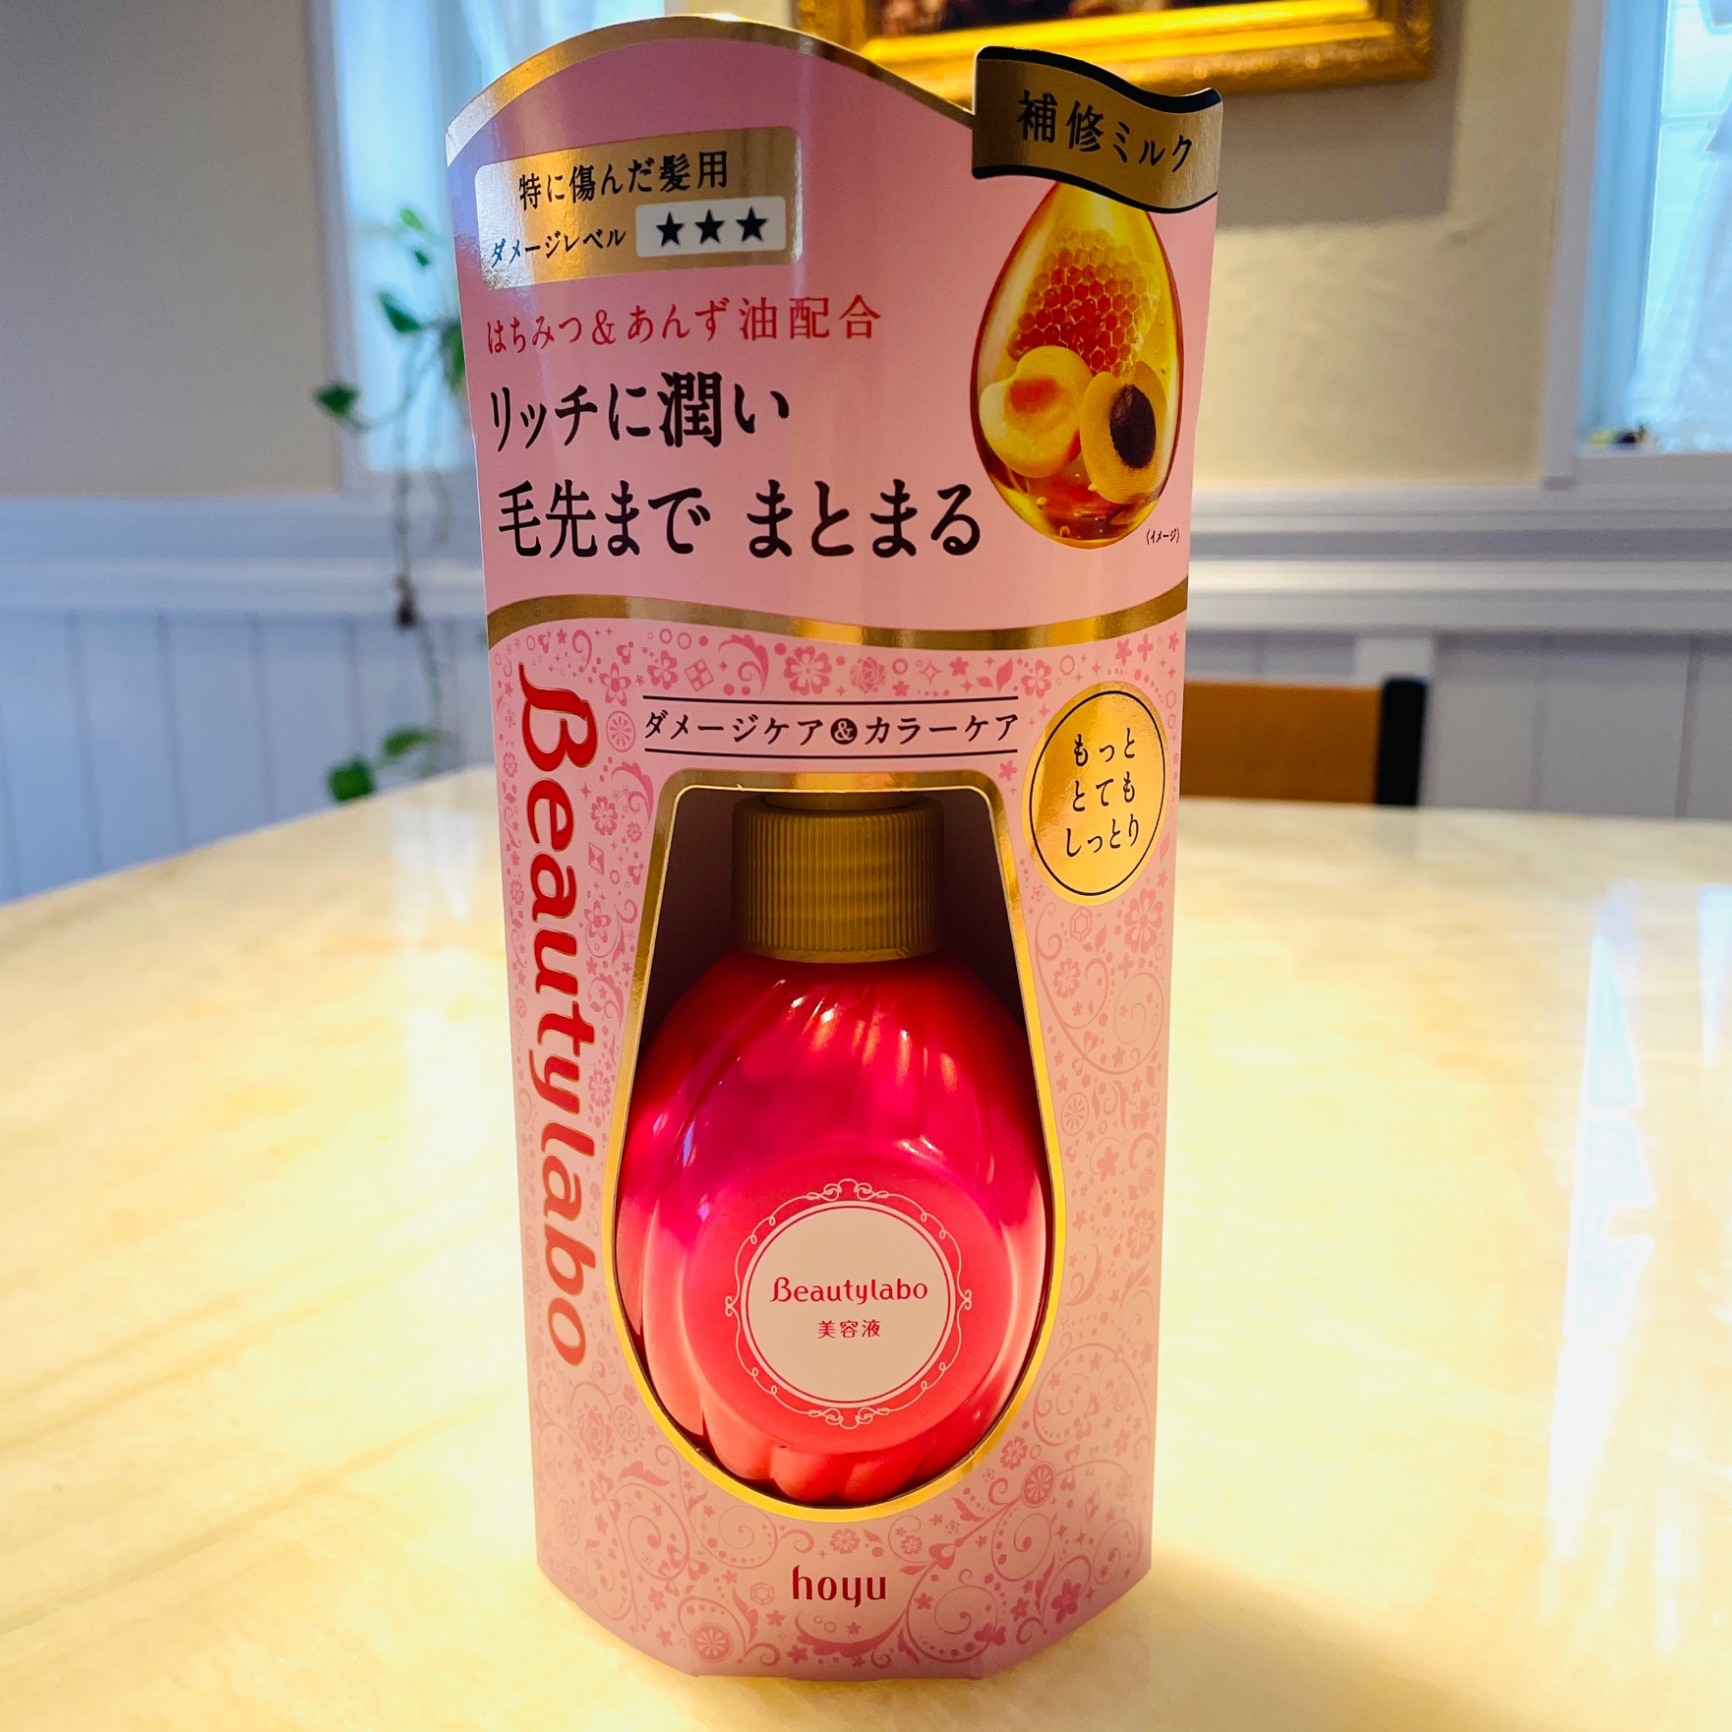 補修ミルク
特に傷んだ髪用
ダメージレベル ★★★
はちみつ&あんず油配合
リッチに潤い
毛先まで まとまる
〈イメージ〉
Beautylabo
ダメージケア&カラーケア
もっと
とても
しっとり
Beautylabo
美容液
hoyu